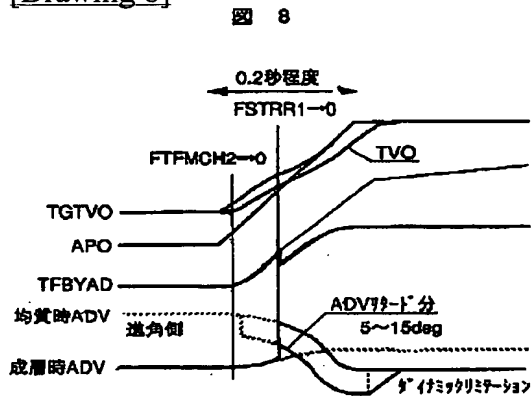 [Drawing 8]
図 8
0.2秒程度
FSTRR1→0
FTFMCH2→0
TVO
TGTVO
APO
TFBYAD
均質時ADV
進角側
ADVリタード分
5~15deg
成層時ADV
ダイナミックリミテーション